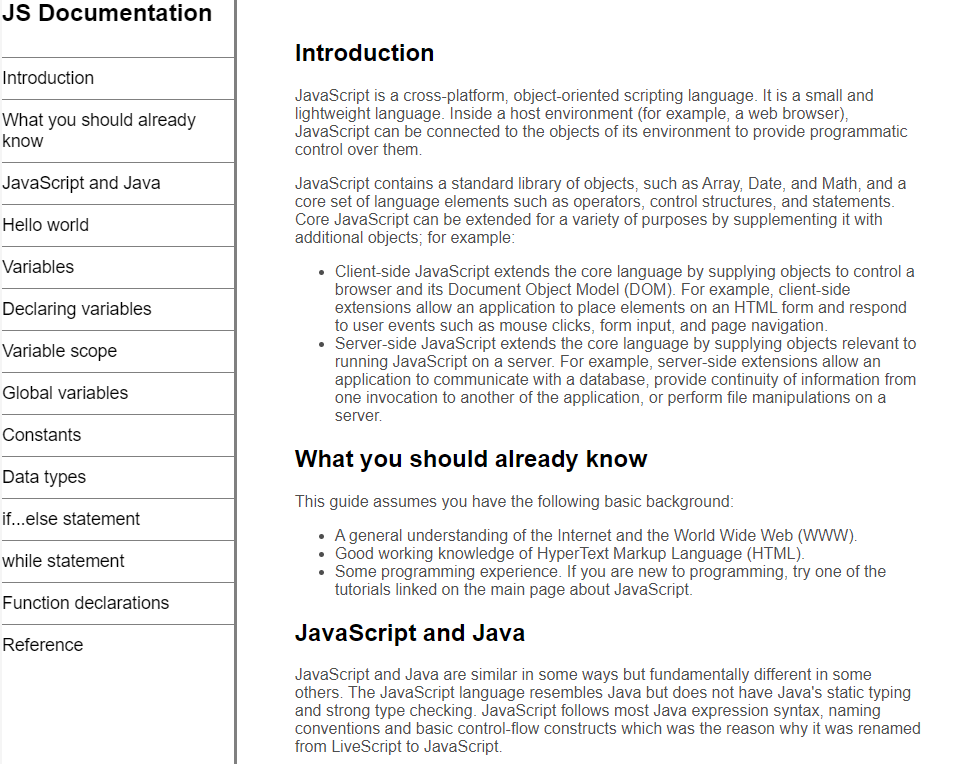 JS Documentation
Introduction
What you should already
know
JavaScript and Java
Hello world
Variables
Declaring variables
Variable scope
Global variables
Constants
Data types
if...else statement
while statement
Function declarations
Reference
Introduction
JavaScript is a cross-platform, object-oriented scripting language. It is a small and
lightweight language. Inside a host environment (for example, a web browser),
JavaScript can be connected to the objects of its environment to provide programmatic
control over them.
JavaScript contains a standard library of objects, such as Array, Date, and Math, and a
core set of language elements such as operators, control structures, and statements.
Core JavaScript can be extended for a variety of purposes by supplementing it with
additional objects; for example:
• Client-side JavaScript extends the core language by supplying objects to control a
browser and its Document Object Model (DOM). For example, client-side
extensions allow an application to place elements on an HTML form and respond
to user events such as mouse clicks, form input, and page navigation.
• Server-side JavaScript extends the core language by supplying objects relevant to
running JavaScript on a server. For example, server-side extensions allow an
application to communicate with a database, provide continuity of information from
one invocation to another of the application, or perform file manipulations on a
server.
What you should already know
This guide assumes you have the following basic background:
• A general understanding of the Internet and the World Wide Web (WWW).
• Good working knowledge of HyperText Markup Language (HTML).
• Some programming experience. If you are new to programming, try one of the
tutorials linked on the main page about JavaScript.
JavaScript and Java
JavaScript and Java are similar in some ways but fundamentally different in some
others. The JavaScript language resembles Java but does not have Java's static typing
and strong type checking. JavaScript follows most Java expression syntax, naming
conventions and basic control-flow constructs which was the reason why it was renamed
from LiveScript to JavaScript.